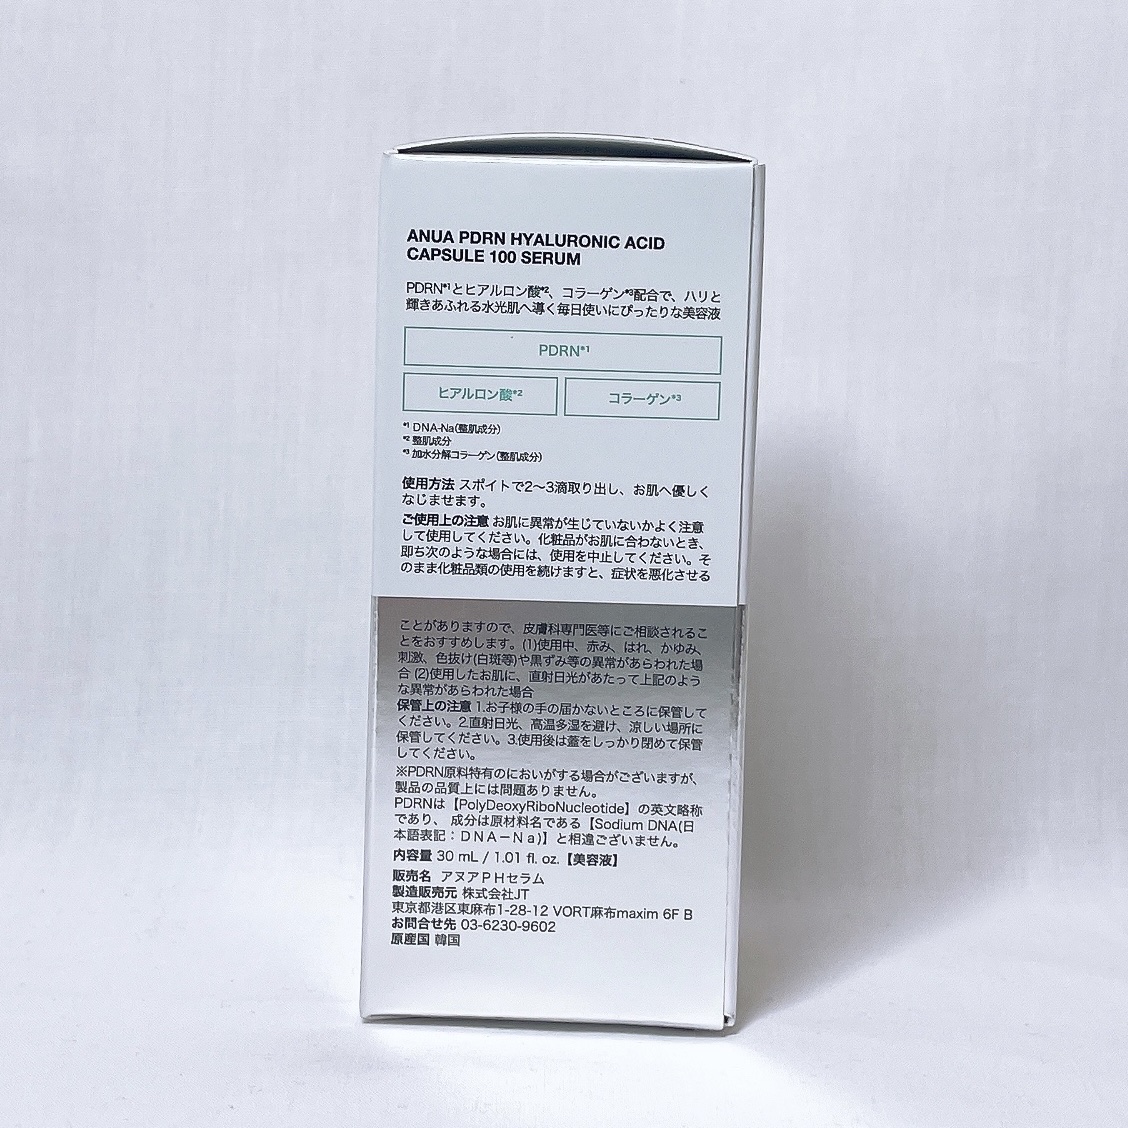 ANUA PDRN HYALURONIC ACID
CAPSULE 100 SERUM
PDRN*1とヒアルロン酸*2、コラーゲン*3配合で、ハリと
輝きあふれる水光肌へ導く毎日使いにぴったりな美容液
PDRN*1
ヒアルロン酸*2 コラーゲン*3
*1 DNA-Na(整肌成分)
*2 整肌成分
*3 加水分解コラーゲン(整肌成分)
使用方法 スポイトで2〜3滴取り出し、お肌へ優しく
なじませます。
ご使用上の注意 お肌に異常が生じていないかよく注意
して使用してください。化粧品がお肌に合わないとき、
即ち次のような場合には、使用を中止してください。そ
のまま化粧品類の使用を続けますと、症状を悪化させる
ことがありますので、皮膚科専門医等にご相談されるこ
とをおすすめします。(1)使用中、赤み、はれ、かゆみ、
刺激、色抜け(白斑等)や黒ずみ等の異常があらわれた場
合 (2)使用したお肌に、直射日光があたって上記のよう
な異常があらわれた場合
保管上の注意 1.お子様の手の届かないところに保管して
ください。2.直射日光、高温多湿を避け、涼しい場所に
保管してください。3.使用後は蓋をしっかり閉めて保管
してください。
※PDRN原料特有のにおいがする場合がございますが、
製品の品質上には問題ありません。
PDRNは【PolyDeoxyRiboNucleotide】の英文略称
であり、 成分は原材料名である【Sodium DNA(日
本語表記：ＤＮＡ－Ｎａ)】と相違ございません。
内容量 30 mL / 1.01 fl. oz.【美容液】
販売名 アヌアＰＨセラム
製造販売元 株式会社JT
東京都港区東麻布1-28-12 VORT麻布maxim 6F B
お問合せ先 03-6230-9602
原産国 韓国